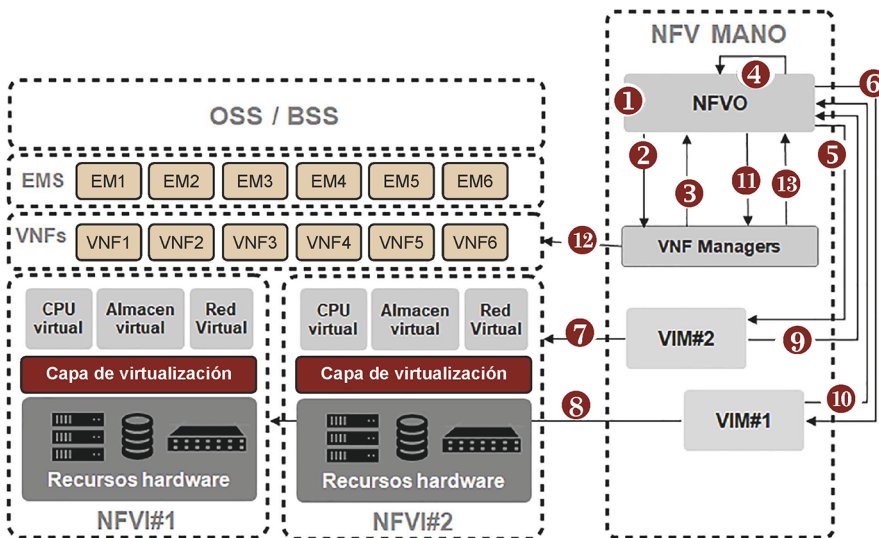 NFV MANO
4
6
1
NFVO
OSS / BSS
2
3
11
13
5
EMS
EM1
EM2
EM3
EM4
EM5
EM6
VNFs
VNF1
VNF2
VNF3
VNF4
VNF5
VNF6
12
VNF Managers
CPU
virtual
Almacen
virtual
Red
Virtual
CPU
virtual
Almacen
virtual
Red
Virtual
7
VIM#2
9
Capa de virtualización
Capa de virtualización
8
10
VIM#1
Recursos hardware
Recursos hardware
NFVI#1
NFVI#2